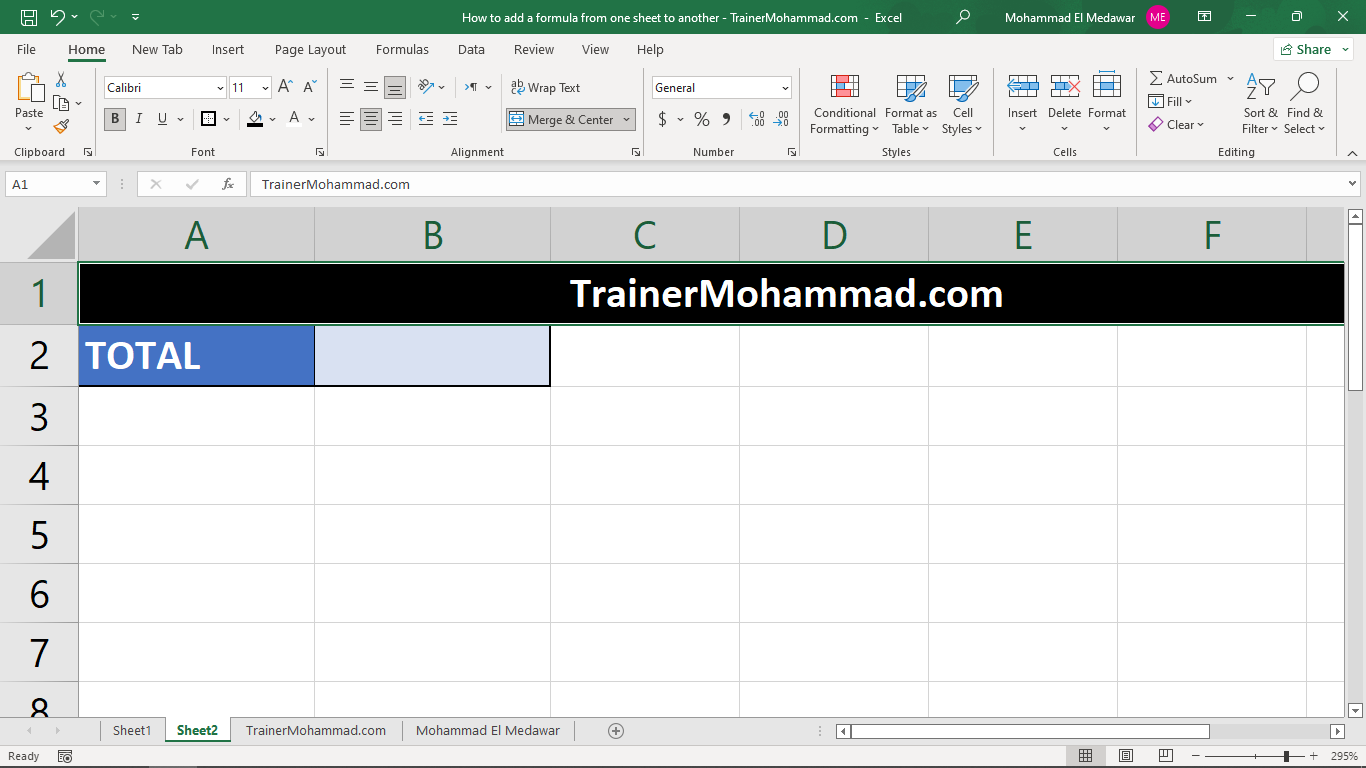 How to add a formula from one sheet to another - TrainerMohammad.com - Excel
Mohammad El Medawar ME
File Home New Tab Insert Page Layout Formulas Data Review View Help Share
Paste
Clipboard
Calibri 11
B I U
Font
Wrap Text
Merge & Center
Alignment
General
$ % ,
Number
Conditional Formatting
Format as Table
Cell Styles
Styles
Insert Delete Format
Cells
AutoSum
Fill
Clear
Sort & Filter
Find & Select
Editing
A1 fx TrainerMohammad.com
A B C D E F
1 TrainerMohammad.com
2 TOTAL
3
4
5
6
7
8
Sheet1 Sheet2 TrainerMohammad.com Mohammad El Medawar
Ready 295%